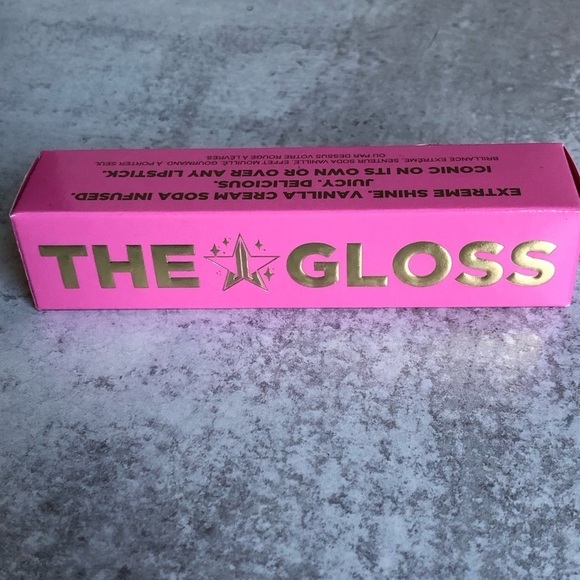 THE GLOSS
EXTREME SHINE. VANILLA CREAM SODA INFUSED.
JUICY. DELICIOUS.
ICONIC ON ITS OWN OR OVER ANY LIPSTICK.
BRILLANCE EXTRÊME, SENTEUR SODA VANILLE, EFFET MOUILLÉ, GOURMAND, À PORTER SEUL
OU PAR DESSUS VOTRE ROUGE À LÈVRES